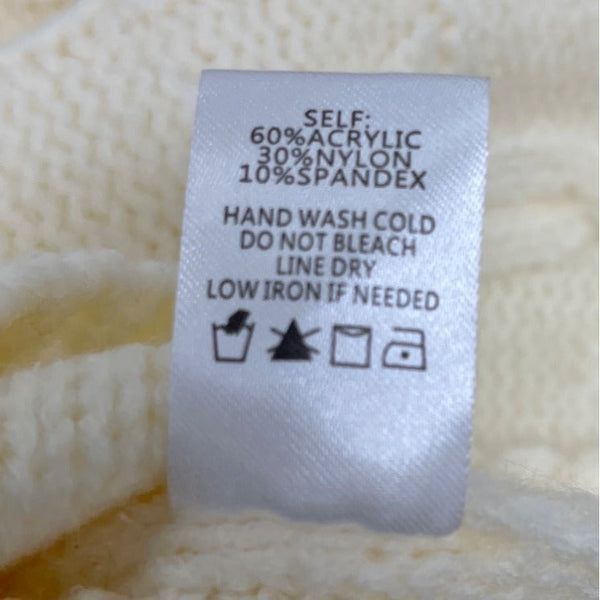 SELF:
60%ACRYLIC
30%NYLON
10%SPANDEX
HAND WASH COLD
DO NOT BLEACH
LINE DRY
LOW IRON IF NEEDED